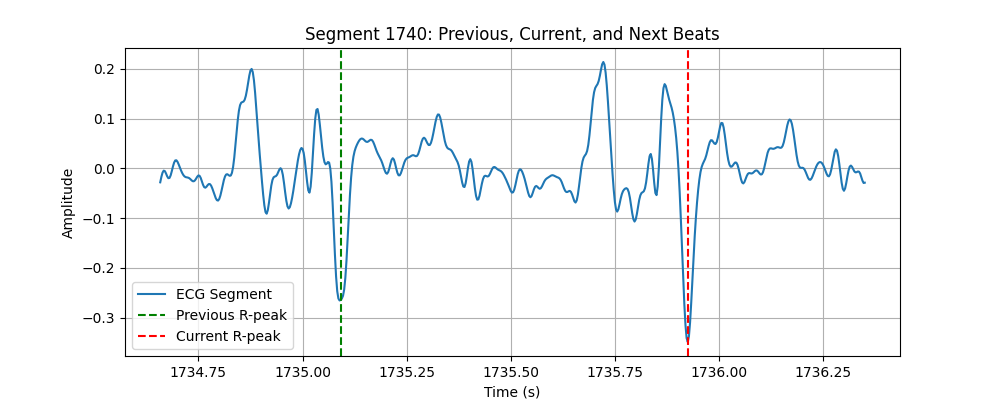 Segment 1740: Previous, Current, and Next Beats
0.2
0.1
0.0
−0.1
−0.2
−0.3
Amplitude
ECG Segment
Previous R-peak
Current R-peak
1734.75 1735.00 1735.25 1735.50 1735.75 1736.00 1736.25
Time (s)